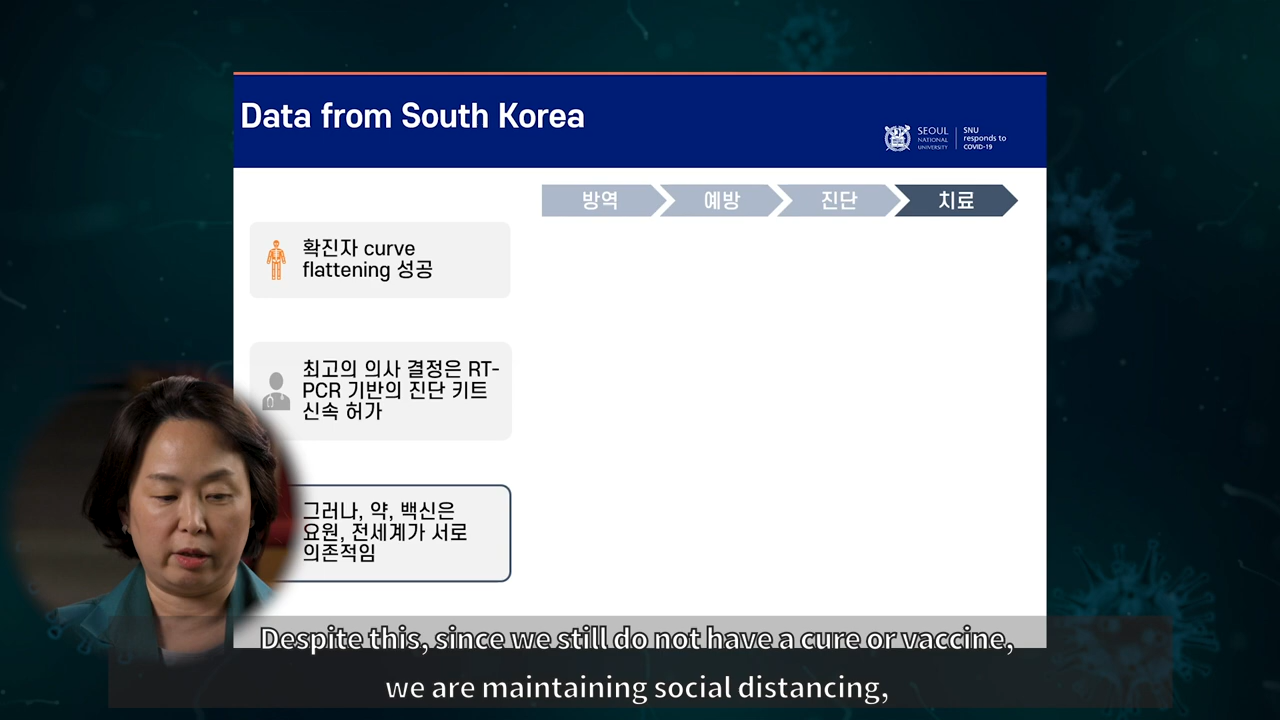 Data from South Korea
SEOUL
NATIONAL
UNIVERSITY
SNU
responds to
COVID-19
방역
예방
진단
치료
확진자 curve
flattening 성공
최고의 의사 결정은 RT-
PCR 기반의 진단 키트
신속 허가
그러나, 약, 백신은
요원, 전세계가 서로
의존적임
Despite this, since we still do not have a cure or vaccine,
we are maintaining social distancing,